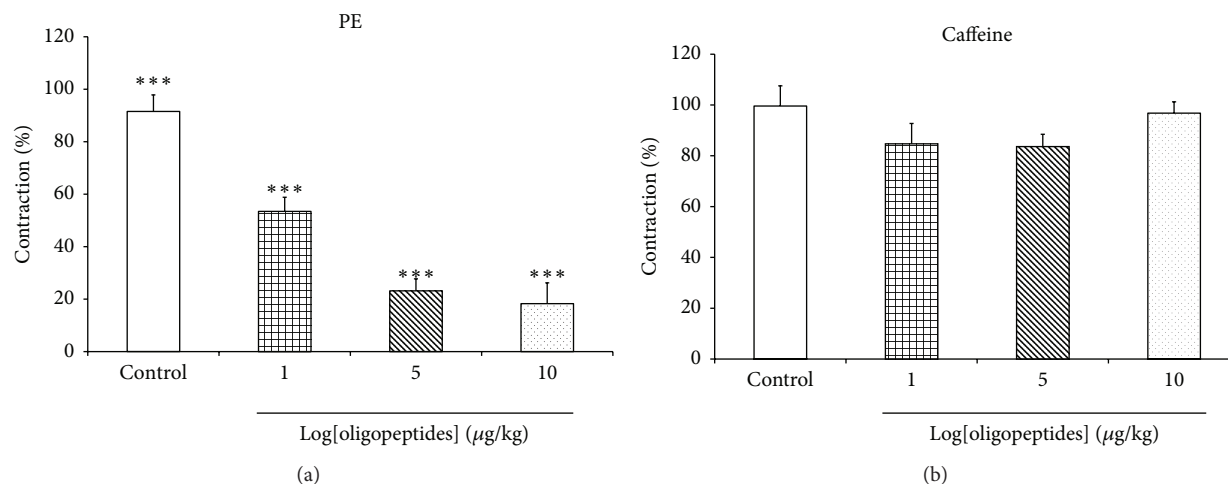 PE
120
100
80
60
40
20
0
Contraction (%)
***
***
***
***
Control 1 5 10
Log[oligopeptides] (μg/kg)
(a)
Caffeine
120
100
80
60
40
20
0
Contraction (%)
Control 1 5 10
Log[oligopeptides] (μg/kg)
(b)